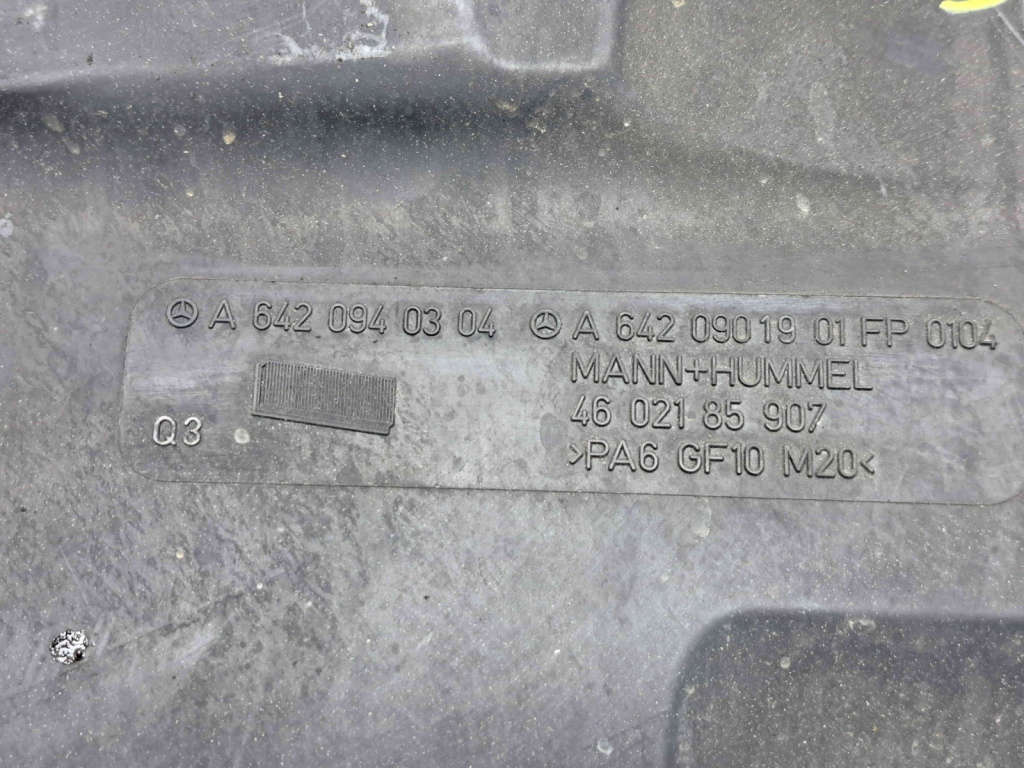 A 642 094 03 04
A 642 090 19 01 FP 0104
MANN+HUMMEL
46 021 85 907
Q3
>PA6 GF10 M20<